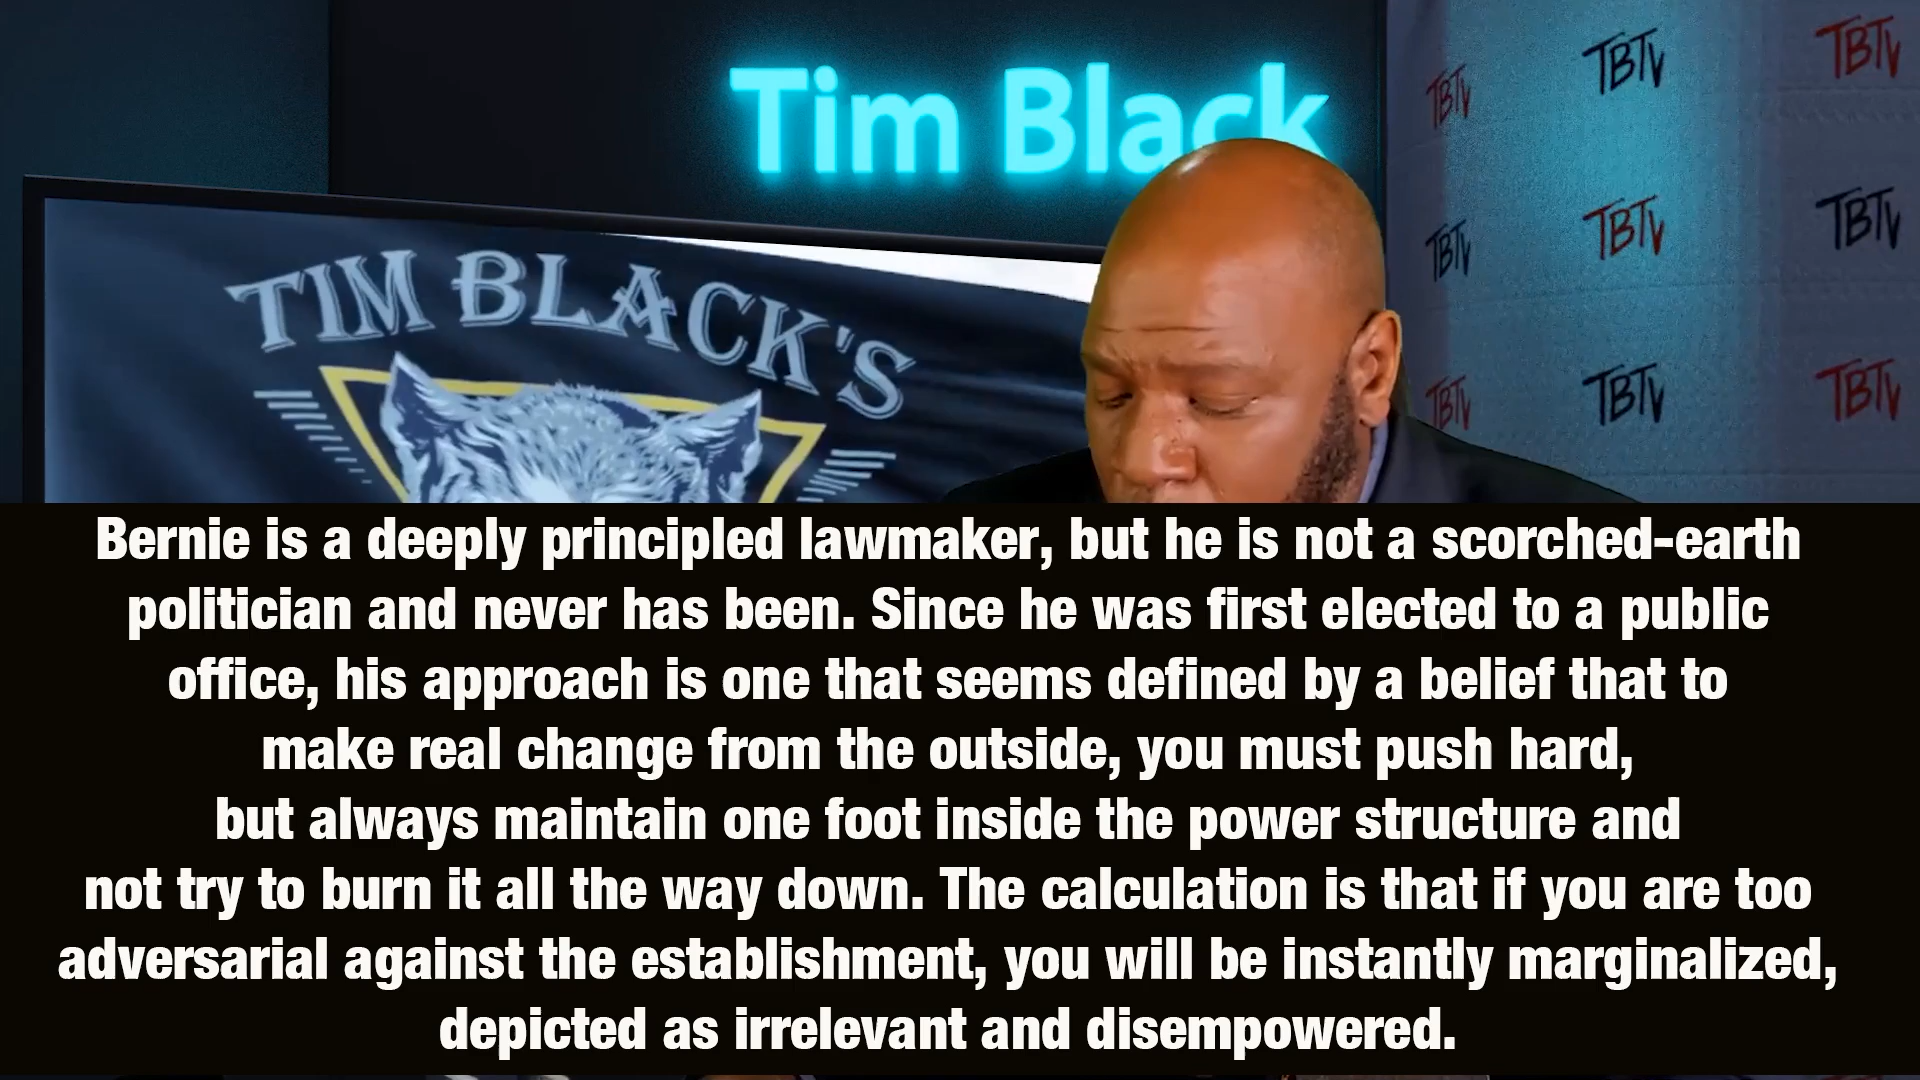 Tim Black
TBTv
TBTv
TBTv
TBTv
TBTv
TBTv
TBTv
TBTv
TBTv
TIM BLACK'S
Bernie is a deeply principled lawmaker, but he is not a scorched-earth
politician and never has been. Since he was first elected to a public
office, his approach is one that seems defined by a belief that to
make real change from the outside, you must push hard,
but always maintain one foot inside the power structure and
not try to burn it all the way down. The calculation is that if you are too
adversarial against the establishment, you will be instantly marginalized,
depicted as irrelevant and disempowered.